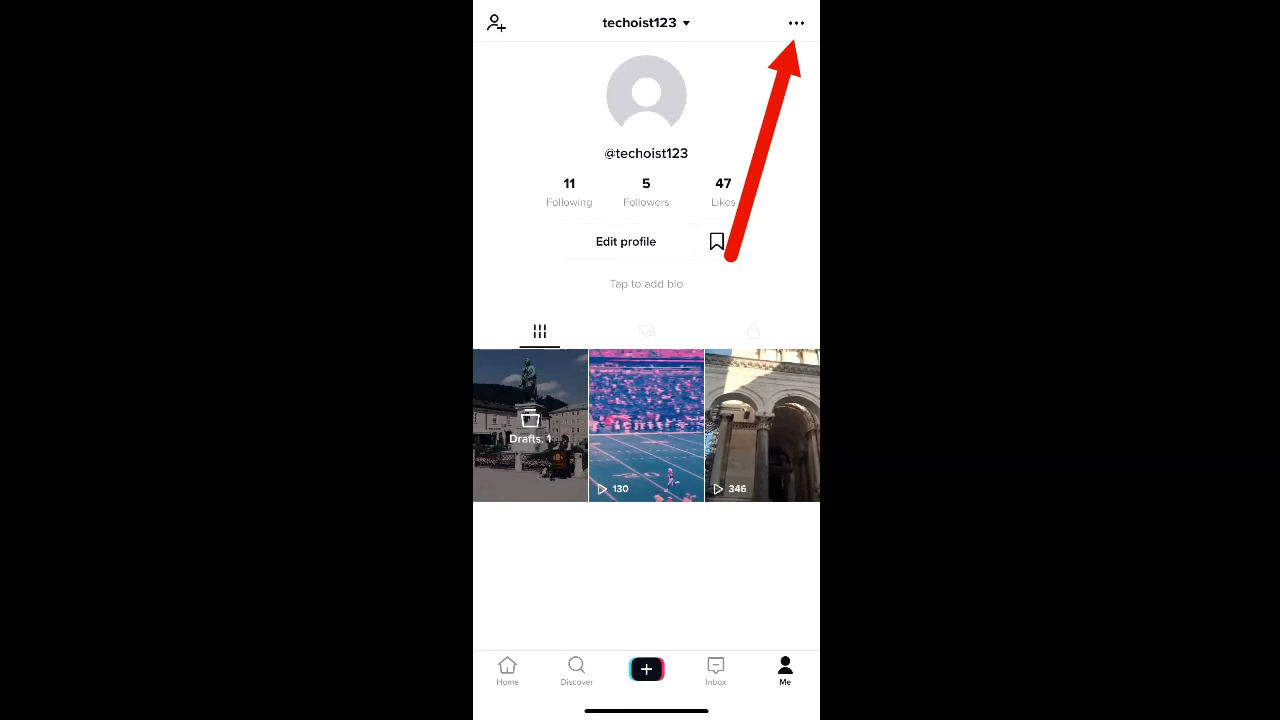 techoist123
@techoist123
11 5 47
Following Followers Likes
Edit profile
Tap to add bio
Drafts: 1
130 346
Home Discover Inbox Me